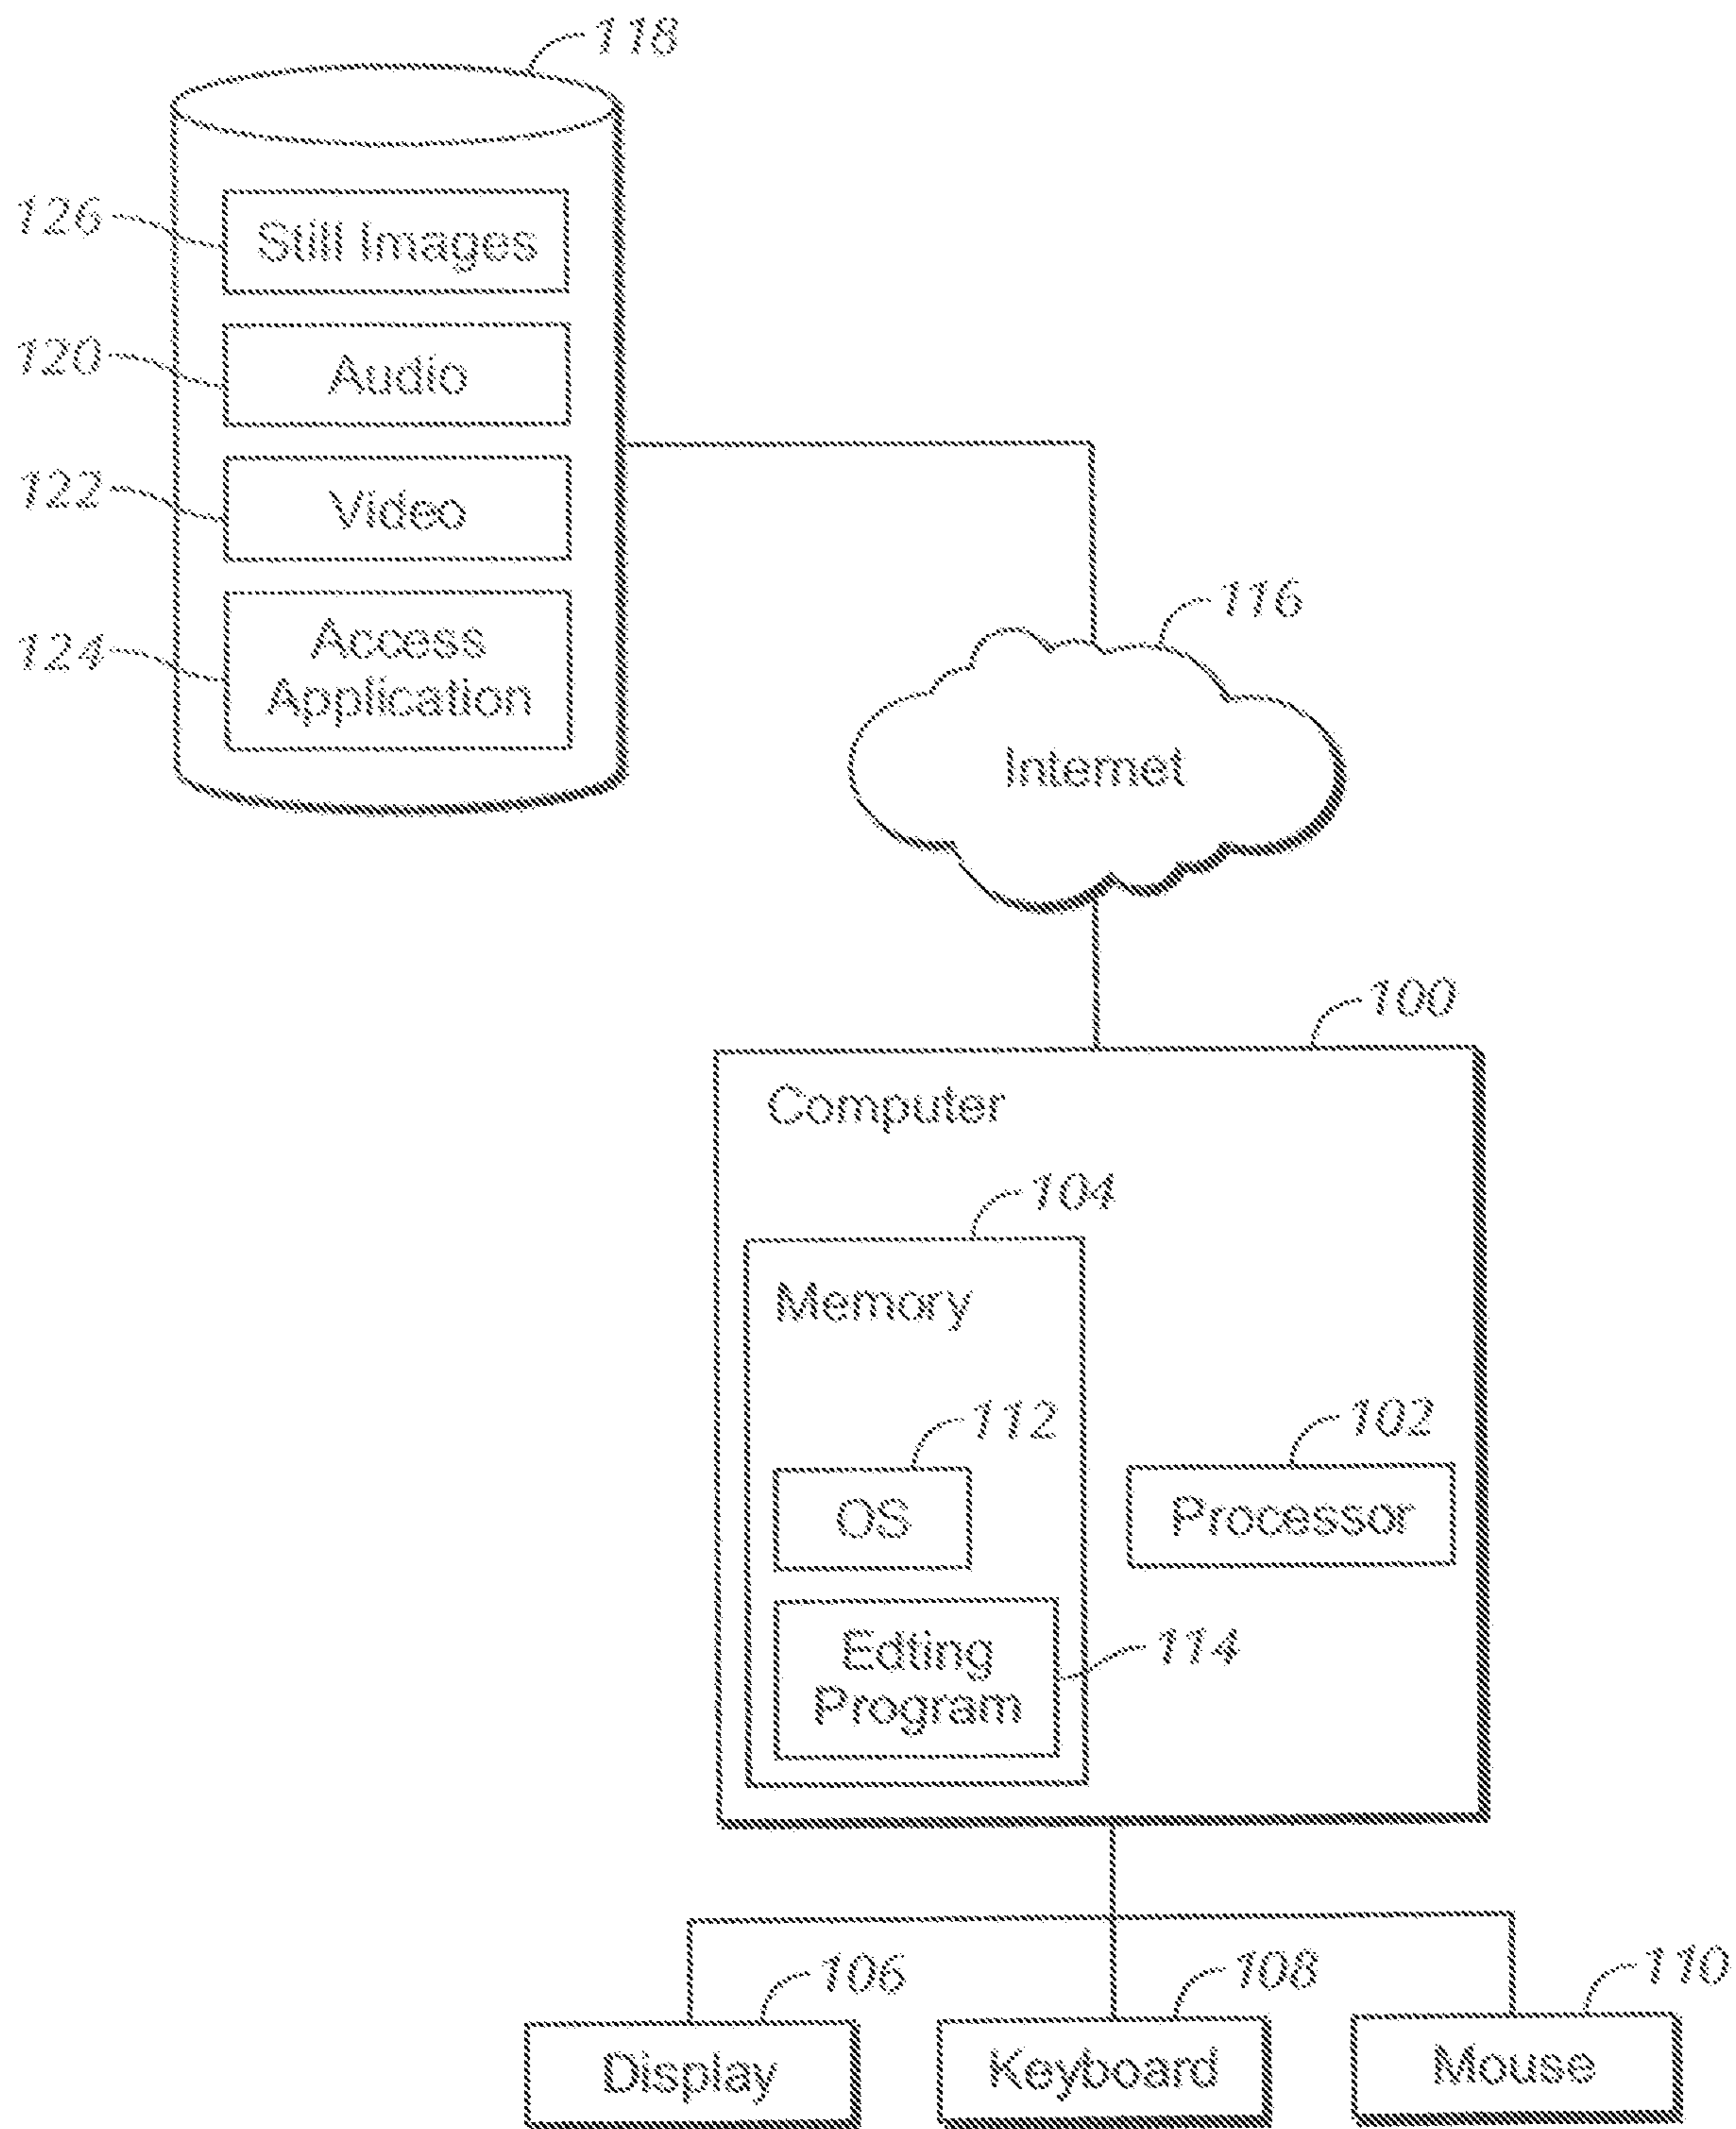 118
126
Still Images
120
Audio
122
Video
124
Access
Application
116
Internet
100
Computer
104
Memory
112
OS
102
Processor
Edting
Program
114
106
Display
108
Keyboard
110
Mouse